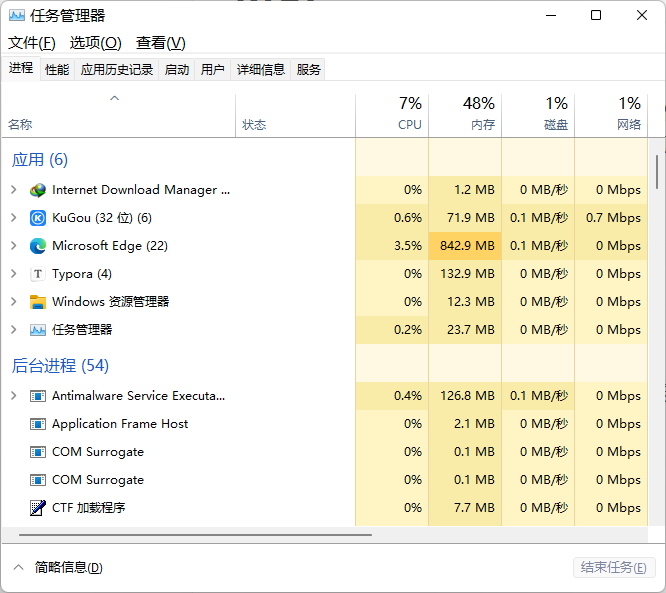 任务管理器
文件(F) 选项(O) 查看(V)
进程 性能 应用历史记录 启动 用户 详细信息 服务
7% 48% 1% 1%
名称 状态 CPU 内存 磁盘 网络
应用 (6)
Internet Download Manager ... 0% 1.2 MB 0 MB/秒 0 Mbps
KuGou (32 位) (6) 0.6% 71.9 MB 0.1 MB/秒 0.7 Mbps
Microsoft Edge (22) 3.5% 842.9 MB 0.1 MB/秒 0 Mbps
Typora (4) 0% 132.9 MB 0 MB/秒 0 Mbps
Windows 资源管理器 0% 12.3 MB 0 MB/秒 0 Mbps
任务管理器 0.2% 23.7 MB 0 MB/秒 0 Mbps
后台进程 (54)
Antimalware Service Executa... 0.4% 126.8 MB 0.1 MB/秒 0 Mbps
Application Frame Host 0% 2.1 MB 0 MB/秒 0 Mbps
COM Surrogate 0% 0.1 MB 0 MB/秒 0 Mbps
COM Surrogate 0% 0.1 MB 0 MB/秒 0 Mbps
CTF 加载程序 0% 7.7 MB 0 MB/秒 0 Mbps
简略信息(D) 结束任务(E)